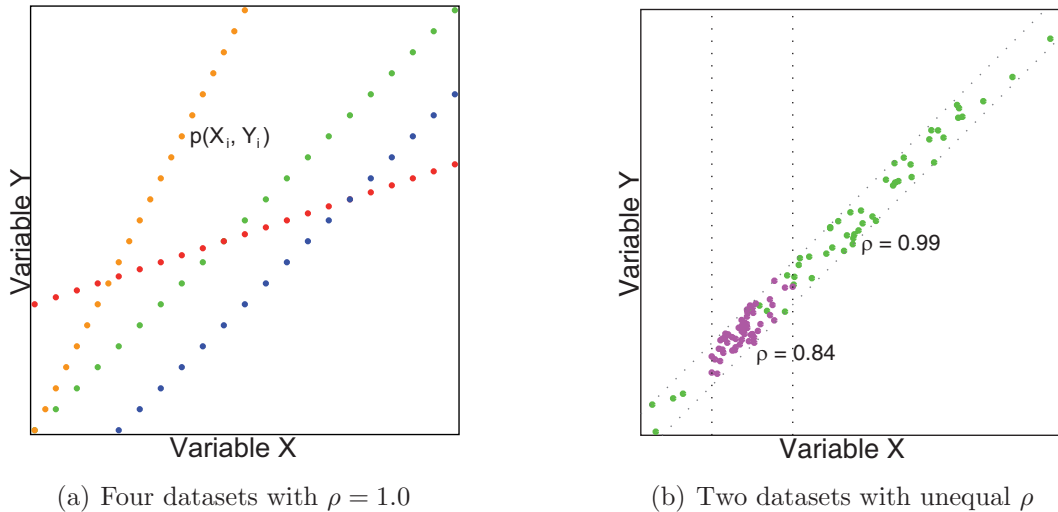 Variable Y
p(X_i, Y_i)
Variable X
(a) Four datasets with ρ = 1.0
Variable Y
ρ = 0.99
ρ = 0.84
Variable X
(b) Two datasets with unequal ρ